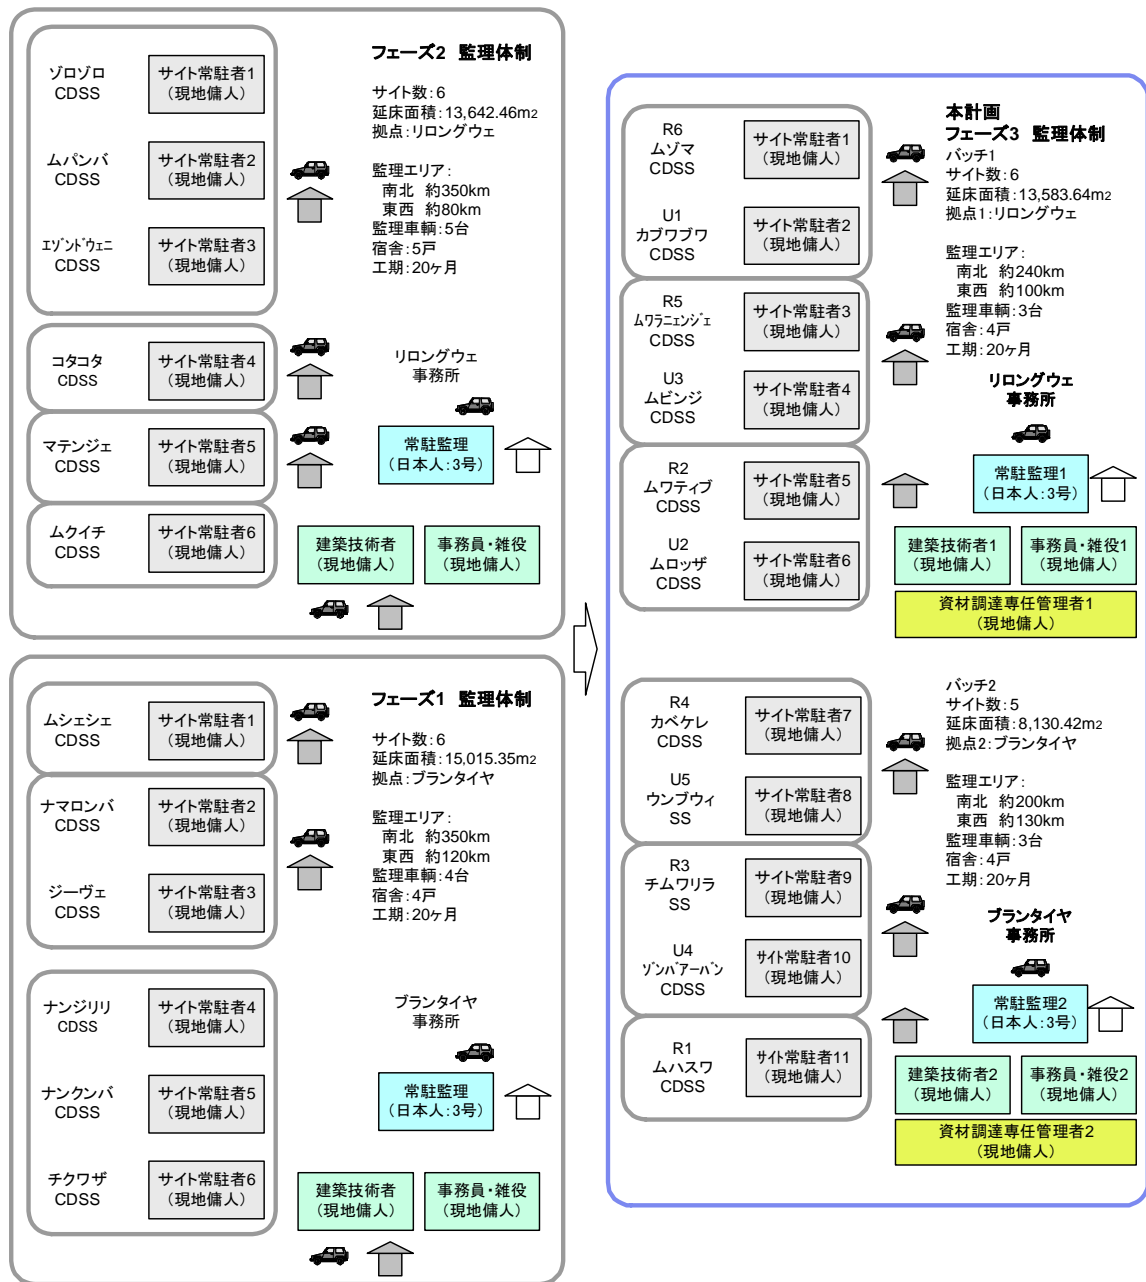 フェーズ2 監理体制
サイト数：6
延床面積：13,642.46m2
拠点：リロングウェ
監理エリア：
南北 約350km
東西 約80km
監理車輌：5台
宿舎：5戸
工期：20ヶ月
ゾロゾロ
CDSS
サイト常駐者1
（現地傭人）
ムパンバ
CDSS
サイト常駐者2
（現地傭人）
エゾンドウェニ
CDSS
サイト常駐者3
（現地傭人）
コタコタ
CDSS
サイト常駐者4
（現地傭人）
マテンジェ
CDSS
サイト常駐者5
（現地傭人）
ムクイチ
CDSS
サイト常駐者6
（現地傭人）
リロングウェ
事務所
常駐監理
（日本人：3号）
建築技術者
（現地傭人）
事務員・雑役
（現地傭人）
フェーズ1 監理体制
サイト数：6
延床面積：15,015.35m2
拠点：ブランタイヤ
監理エリア：
南北 約350km
東西 約120km
監理車輌：4台
宿舎：4戸
工期：20ヶ月
ムシェシェ
CDSS
サイト常駐者1
（現地傭人）
ナマロンバ
CDSS
サイト常駐者2
（現地傭人）
ジーヴェ
CDSS
サイト常駐者3
（現地傭人）
ナンジリリ
CDSS
サイト常駐者4
（現地傭人）
ナンクンバ
CDSS
サイト常駐者5
（現地傭人）
チクワザ
CDSS
サイト常駐者6
（現地傭人）
ブランタイヤ
事務所
常駐監理
（日本人：3号）
建築技術者
（現地傭人）
事務員・雑役
（現地傭人）
本計画
フェーズ3 監理体制
バッチ1
サイト数：6
延床面積：13,583.64m2
拠点1：リロングウェ
監理エリア：
南北 約240km
東西 約100km
監理車輌：3台
宿舎：4戸
工期：20ヶ月
R6
ムゾマ
CDSS
サイト常駐者1
（現地傭人）
U1
カブワブワ
CDSS
サイト常駐者2
（現地傭人）
R5
ムワラニェンジェ
CDSS
サイト常駐者3
（現地傭人）
U3
ムビンジ
CDSS
サイト常駐者4
（現地傭人）
R2
ムワティブ
CDSS
サイト常駐者5
（現地傭人）
U2
ムロッザ
CDSS
サイト常駐者6
（現地傭人）
リロングウェ
事務所
常駐監理1
（日本人：3号）
建築技術者1
（現地傭人）
事務員・雑役1
（現地傭人）
資材調達専任管理者1
（現地傭人）
バッチ2
サイト数：5
延床面積：8,130.42m2
拠点2：ブランタイヤ
監理エリア：
南北 約200km
東西 約130km
監理車輌：3台
宿舎：4戸
工期：20ヶ月
R4
カペケレ
CDSS
サイト常駐者7
（現地傭人）
U5
ウンブウィ
SS
サイト常駐者8
（現地傭人）
R3
チムワリラ
SS
サイト常駐者9
（現地傭人）
U4
ゾンバアーバン
CDSS
サイト常駐者10
（現地傭人）
R1
ムハスワ
CDSS
サイト常駐者11
（現地傭人）
ブランタイヤ
事務所
常駐監理2
（日本人：3号）
建築技術者2
（現地傭人）
事務員・雑役2
（現地傭人）
資材調達専任管理者2
（現地傭人）